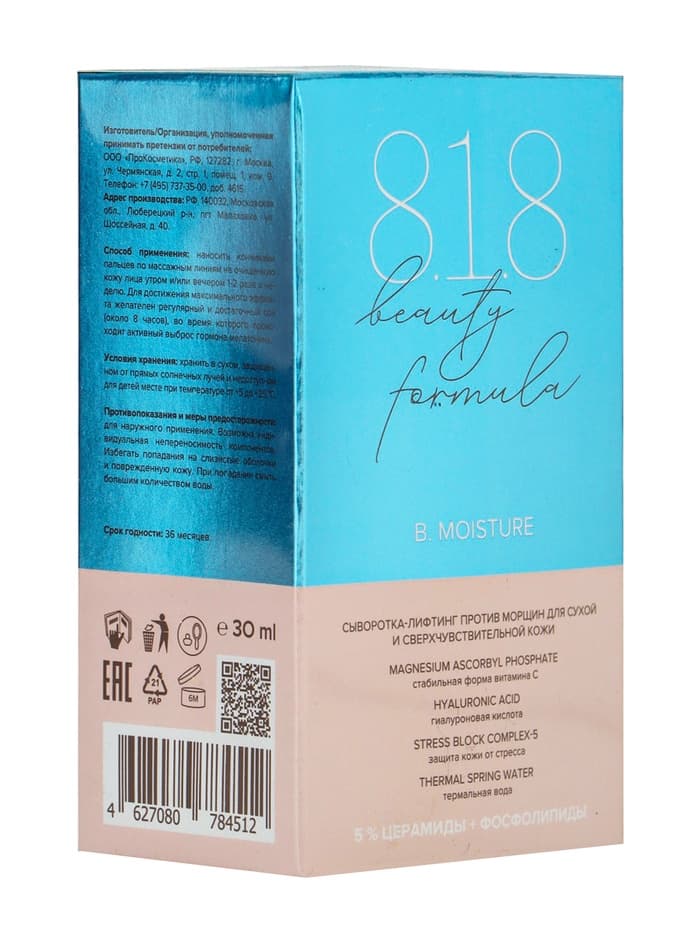 Изготовитель/Организация, уполномоченная
принимать претензии от потребителей:
ООО «ПроКосметика», РФ, 127282, г. Москва,
ул. Чермянская, д. 2, стр. 1, помещ. 1, ком. 9.
Телефон: +7 (495) 737-35-00, доб. 4615.
Адрес производства: РФ, 140032, Московская
обл., Люберецкий р-н, пгт Малаховка, ул.
Шоссейная, д. 40.
Способ применения: наносить кончиками
пальцев по массажным линиям на очищенную
кожу лица утром и/или вечером 1-2 раза в не-
делю. Для достижения максимального эффек-
та желателен регулярный и достаточный сон
(около 8 часов), во время которого проис-
ходит активный выброс гормона мелатонина.
Условия хранения: хранить в сухом, защищен-
ном от прямых солнечных лучей и недоступном
для детей месте при температуре от +5 до +25°С.
Противопоказания и меры предосторожности:
для наружного применения. Возможна инди-
видуальная непереносимость компонентов.
Избегать попадания на слизистые оболочки
и поврежденную кожу. При попадании смыть
большим количеством воды.
Срок годности: 36 месяцев.
℮ 30 ml
EAC
21
PAP
6M
4 627080 784512
8.1.8
beauty
formula
B. MOISTURE
СЫВОРОТКА-ЛИФТИНГ ПРОТИВ МОРЩИН ДЛЯ СУХОЙ
И СВЕРХЧУВСТВИТЕЛЬНОЙ КОЖИ
MAGNESIUM ASCORBYL PHOSPHATE
стабильная форма витамина С
HYALURONIC ACID
гиалуроновая кислота
STRESS BLOCK COMPLEX-5
защита кожи от стресса
THERMAL SPRING WATER
термальная вода
5 % ЦЕРАМИДЫ + ФОСФОЛИПИДЫ